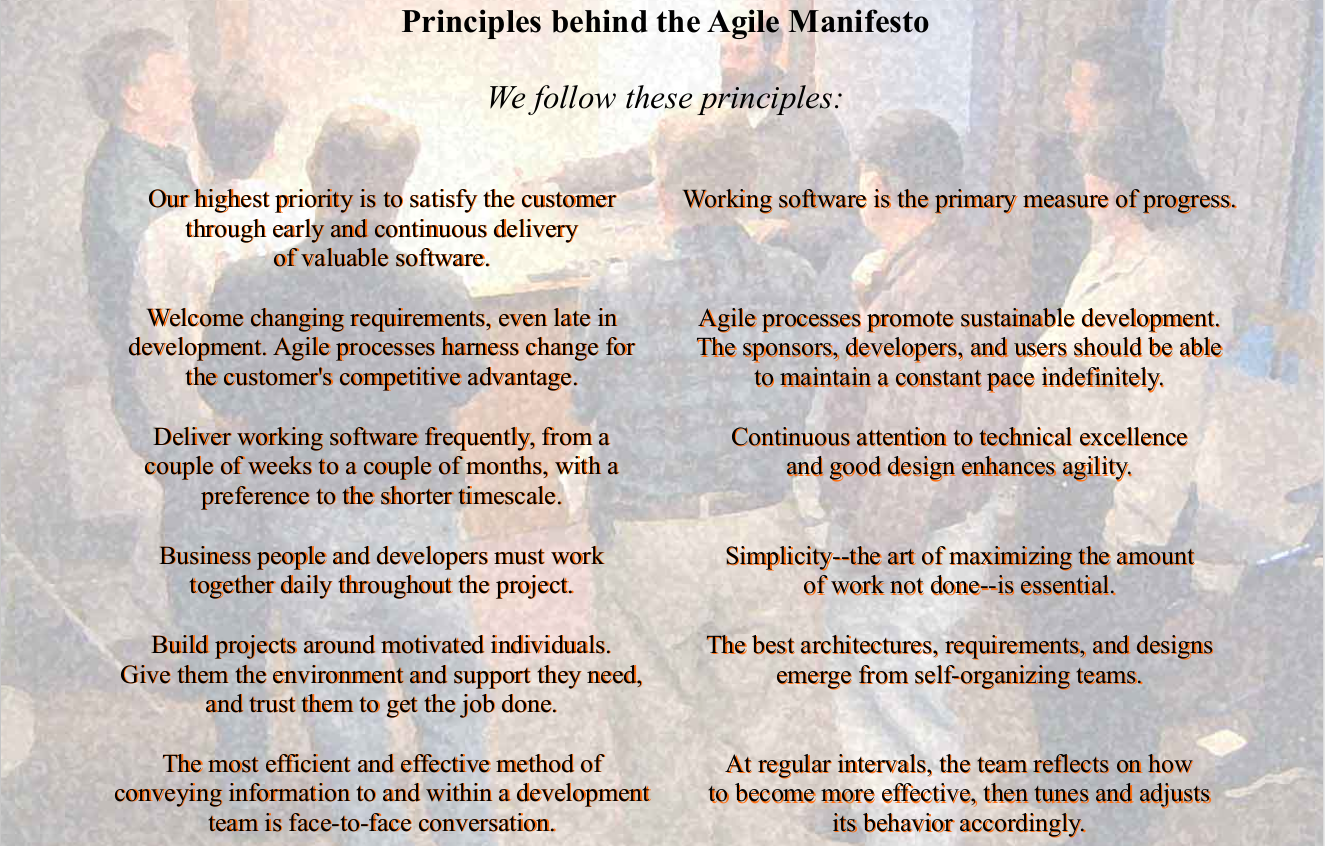 Principles behind the Agile Manifesto
We follow these principles:
Our highest priority is to satisfy the customer
through early and continuous delivery
of valuable software.
Welcome changing requirements, even late in
development. Agile processes harness change for
the customer's competitive advantage.
Deliver working software frequently, from a
couple of weeks to a couple of months, with a
preference to the shorter timescale.
Business people and developers must work
together daily throughout the project.
Build projects around motivated individuals.
Give them the environment and support they need,
and trust them to get the job done.
The most efficient and effective method of
conveying information to and within a development
team is face-to-face conversation.
Working software is the primary measure of progress.
Agile processes promote sustainable development.
The sponsors, developers, and users should be able
to maintain a constant pace indefinitely.
Continuous attention to technical excellence
and good design enhances agility.
Simplicity--the art of maximizing the amount
of work not done--is essential.
The best architectures, requirements, and designs
emerge from self-organizing teams.
At regular intervals, the team reflects on how
to become more effective, then tunes and adjusts
its behavior accordingly.